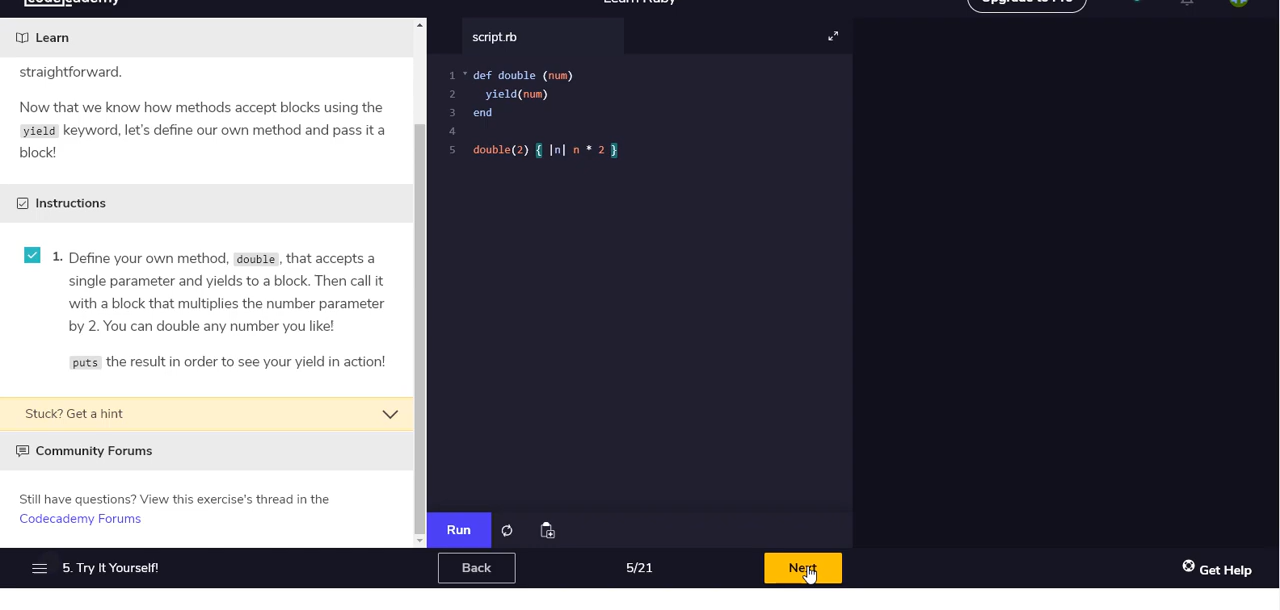 [codecademy
Learn Ruby
Upgrade to Pro
Learn
straightforward.
Now that we know how methods accept blocks using the
yield keyword, let's define our own method and pass it a
block!
Instructions
1. Define your own method, double, that accepts a
single parameter and yields to a block. Then call it
with a block that multiplies the number parameter
by 2. You can double any number you like!
puts the result in order to see your yield in action!
Stuck? Get a hint
Community Forums
Still have questions? View this exercise's thread in the
Codecademy Forums
script.rb
1 def double (num)
2 yield(num)
3 end
4
5 double(2) { |n| n * 2 }
Run
5. Try It Yourself!
Back
5/21
Next
Get Help